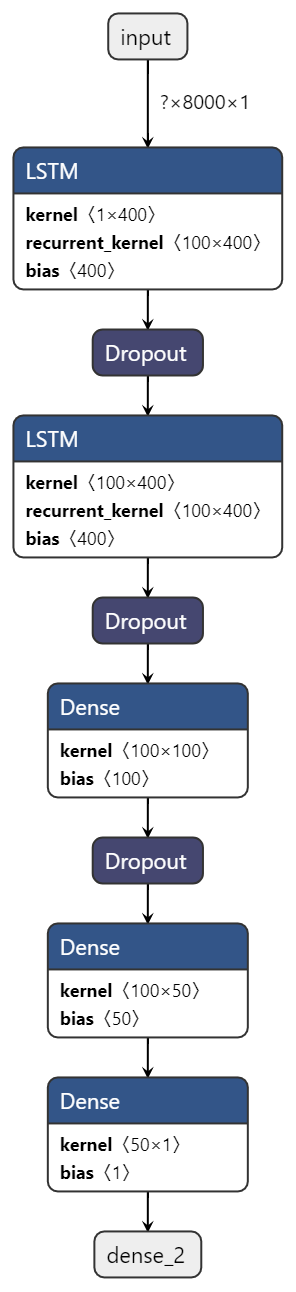 input
?×8000×1
LSTM
kernel〈1×400〉
recurrent_kernel〈100×400〉
bias〈400〉
Dropout
LSTM
kernel〈100×400〉
recurrent_kernel〈100×400〉
bias〈400〉
Dropout
Dense
kernel〈100×100〉
bias〈100〉
Dropout
Dense
kernel〈100×50〉
bias〈50〉
Dense
kernel〈50×1〉
bias〈1〉
dense_2